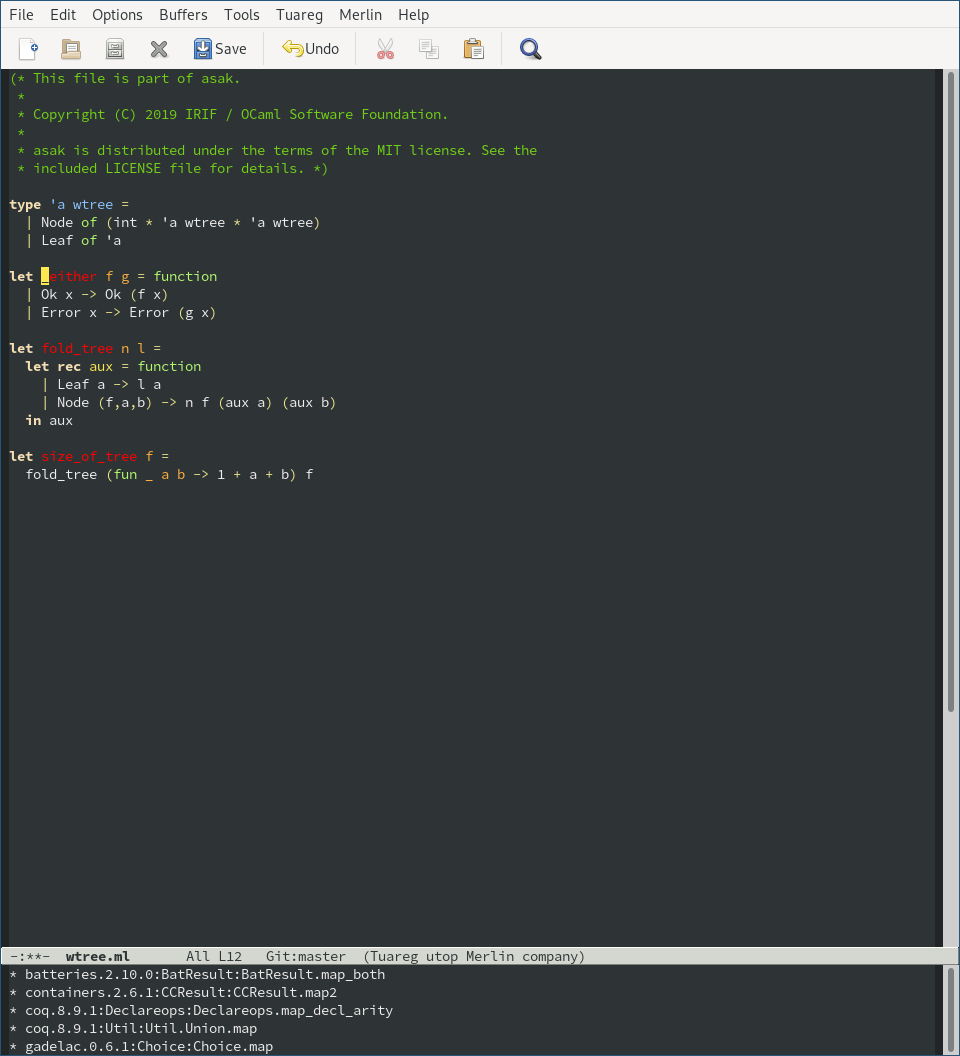 File Edit Options Buffers Tools Tuareg Merlin Help
Save Undo
(* This file is part of asak.
 *
 * Copyright (C) 2019 IRIF / OCaml Software Foundation.
 *
 * asak is distributed under the terms of the MIT license. See the
 * included LICENSE file for details. *)
type 'a wtree =
  | Node of (int * 'a wtree * 'a wtree)
  | Leaf of 'a
let either f g = function
  | Ok x -> Ok (f x)
  | Error x -> Error (g x)
let fold_tree n l =
  let rec aux = function
    | Leaf a -> l a
    | Node (f,a,b) -> n f (aux a) (aux b)
  in aux
let size_of_tree f =
  fold_tree (fun _ a b -> 1 + a + b) f
-:**-  wtree.ml       All L12   Git:master  (Tuareg utop Merlin company)
* batteries.2.10.0:BatResult:BatResult.map_both
* containers.2.6.1:CCResult:CCResult.map2
* coq.8.9.1:Declareops:Declareops.map_decl_arity
* coq.8.9.1:Util:Util.Union.map
* gadelac.0.6.1:Choice:Choice.map